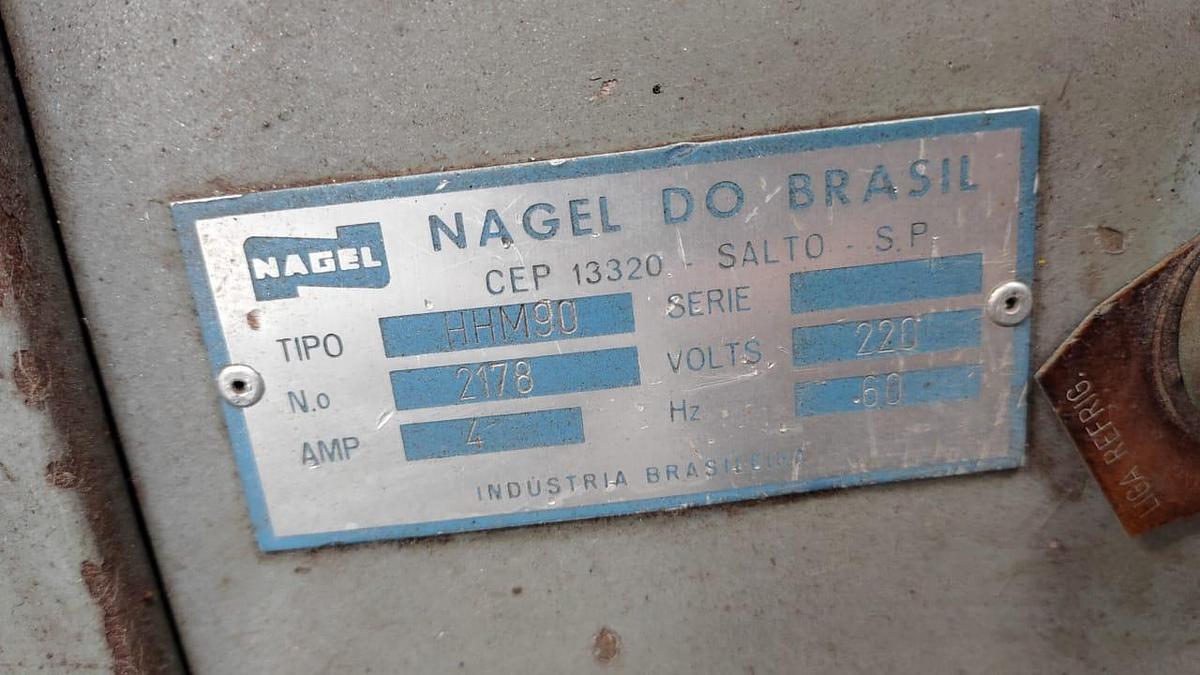 NAGEL
NAGEL DO BRASIL
CEP 13320 - SALTO - S.P.
TIPO HHM90 SERIE
N.o 2178 VOLTS 220
AMP 4 Hz 60
INDÚSTRIA BRASILEIRA
LIGA REFRIG.